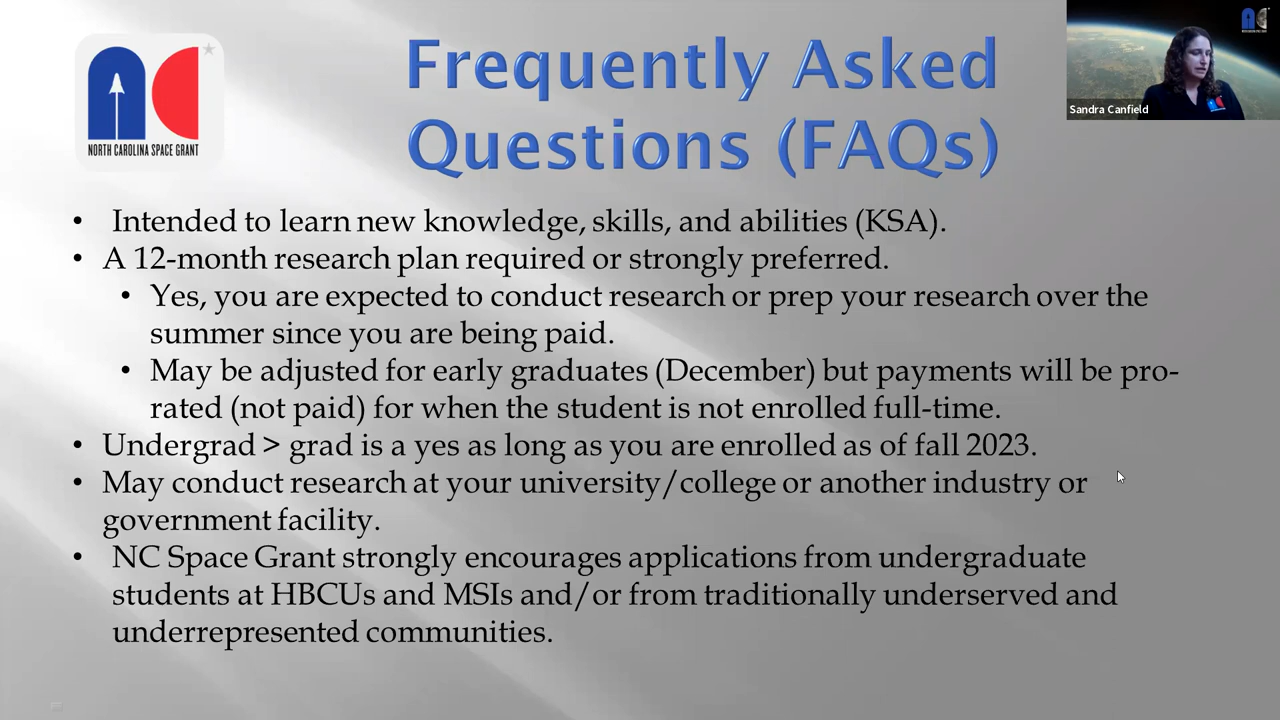 Frequently Asked
Questions (FAQs)
NORTH CAROLINA SPACE GRANT
Sandra Canfield
• Intended to learn new knowledge, skills, and abilities (KSA).
• A 12-month research plan required or strongly preferred.
• Yes, you are expected to conduct research or prep your research over the
summer since you are being paid.
• May be adjusted for early graduates (December) but payments will be pro-
rated (not paid) for when the student is not enrolled full-time.
• Undergrad > grad is a yes as long as you are enrolled as of fall 2023.
• May conduct research at your university/college or another industry or
government facility.
• NC Space Grant strongly encourages applications from undergraduate
students at HBCUs and MSIs and/or from traditionally underserved and
underrepresented communities.